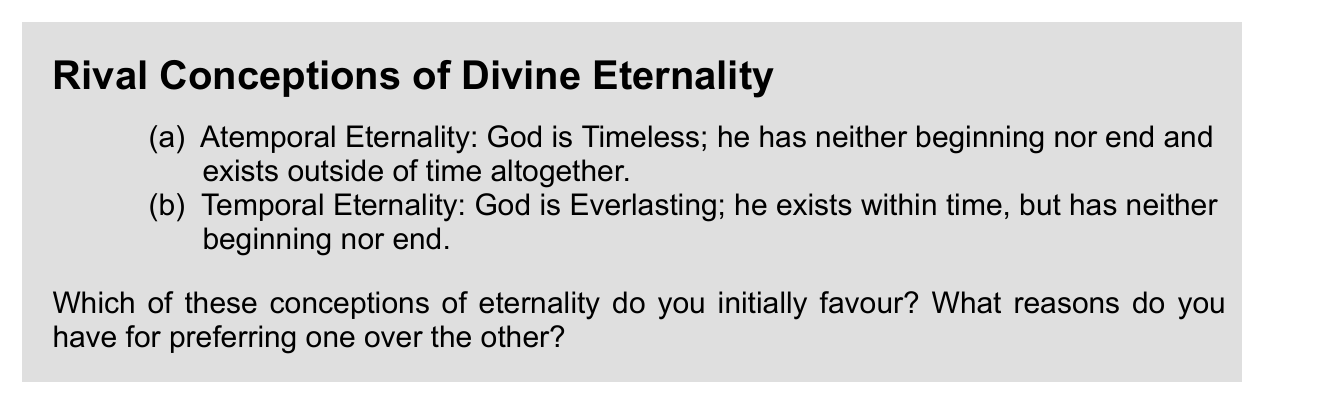 Rival Conceptions of Divine Eternality
(a) Atemporal Eternality: God is Timeless; he has neither beginning nor end and
exists outside of time altogether.
(b) Temporal Eternality: God is Everlasting; he exists within time, but has neither
beginning nor end.
Which of these conceptions of eternality do you initially favour? What reasons do you
have for preferring one over the other?